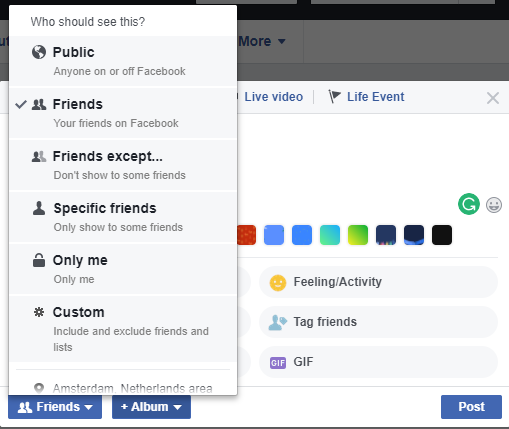 Who should see this?
Public
Anyone on or off Facebook
Friends
Your friends on Facebook
Friends except...
Don't show to some friends
Specific friends
Only show to some friends
Only me
Only me
Custom
Include and exclude friends and
lists
Amsterdam, Netherlands area
More
Live video
Life Event
Feeling/Activity
Tag friends
GIF GIF
Friends
+ Album
Post